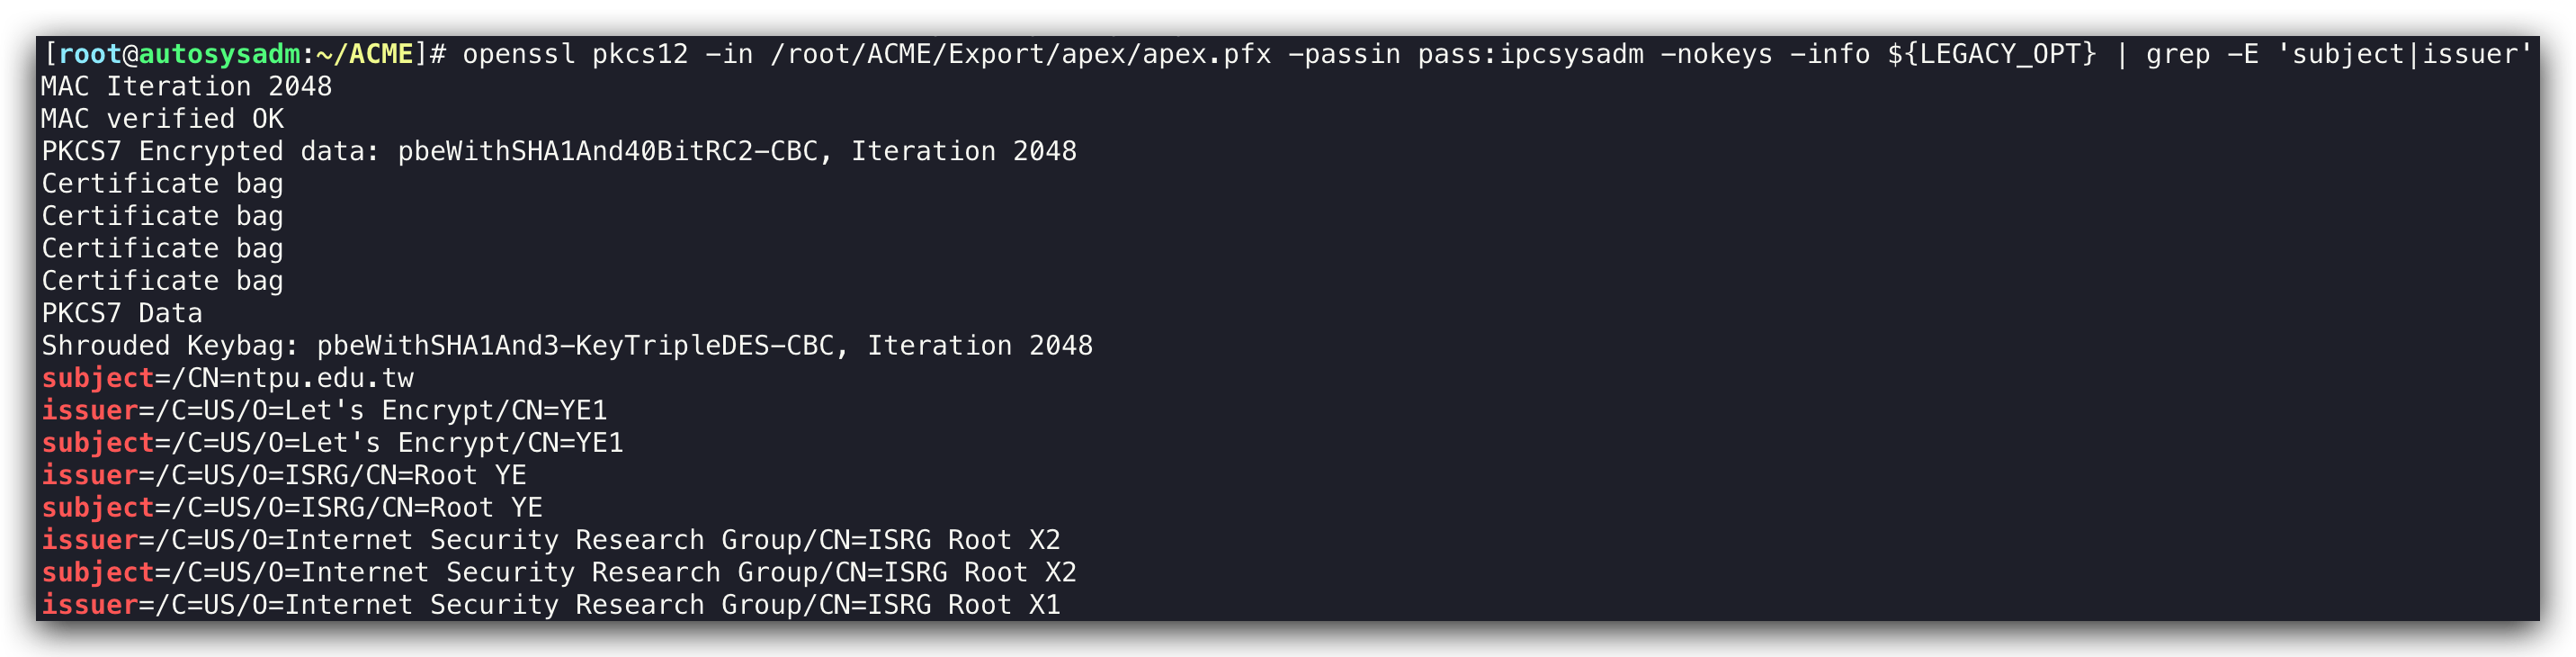 [root@autosysadm:~/ACME]# openssl pkcs12 -in /root/ACME/Export/apex/apex.pfx -passin pass:ipcsysadm -nokeys -info ${LEGACY_OPT} | grep -E 'subject|issuer'
MAC Iteration 2048
MAC verified OK
PKCS7 Encrypted data: pbeWithSHA1And40BitRC2-CBC, Iteration 2048
Certificate bag
Certificate bag
Certificate bag
Certificate bag
PKCS7 Data
Shrouded Keybag: pbeWithSHA1And3-KeyTripleDES-CBC, Iteration 2048
subject=/CN=ntpu.edu.tw
issuer=/C=US/O=Let's Encrypt/CN=YE1
subject=/C=US/O=Let's Encrypt/CN=YE1
issuer=/C=US/O=ISRG/CN=Root YE
subject=/C=US/O=ISRG/CN=Root YE
issuer=/C=US/O=Internet Security Research Group/CN=ISRG Root X2
subject=/C=US/O=Internet Security Research Group/CN=ISRG Root X2
issuer=/C=US/O=Internet Security Research Group/CN=ISRG Root X1